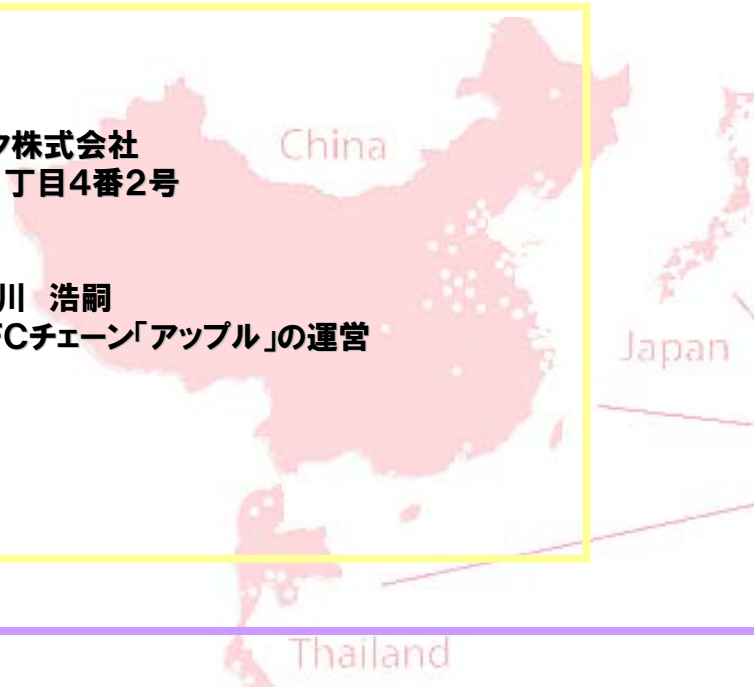 China
ク株式会社
丁目4番2号
川 浩嗣
FCチェーン「アップル」の運営
Japan
Thailand